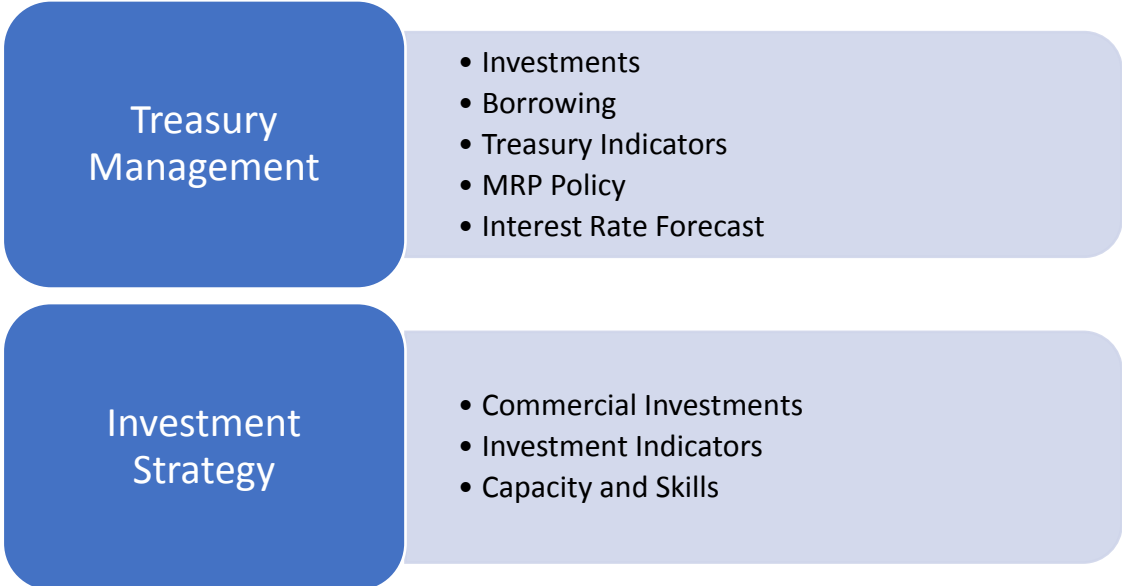 Treasury
Management
• Investments
• Borrowing
• Treasury Indicators
• MRP Policy
• Interest Rate Forecast
Investment
Strategy
• Commercial Investments
• Investment Indicators
• Capacity and Skills